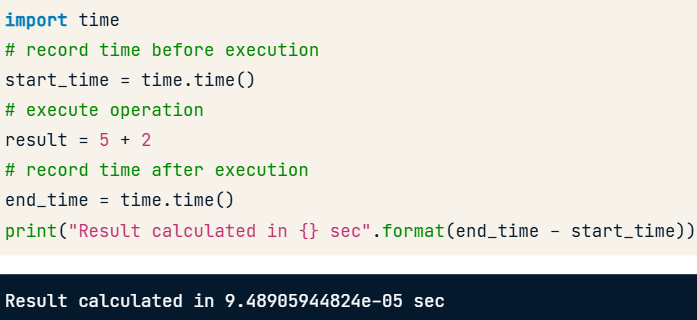 import time
# record time before execution
start_time = time.time()
# execute operation
result = 5 + 2
# record time after execution
end_time = time.time()
print("Result calculated in {} sec".format(end_time - start_time))
Result calculated in 9.48905944824e-05 sec